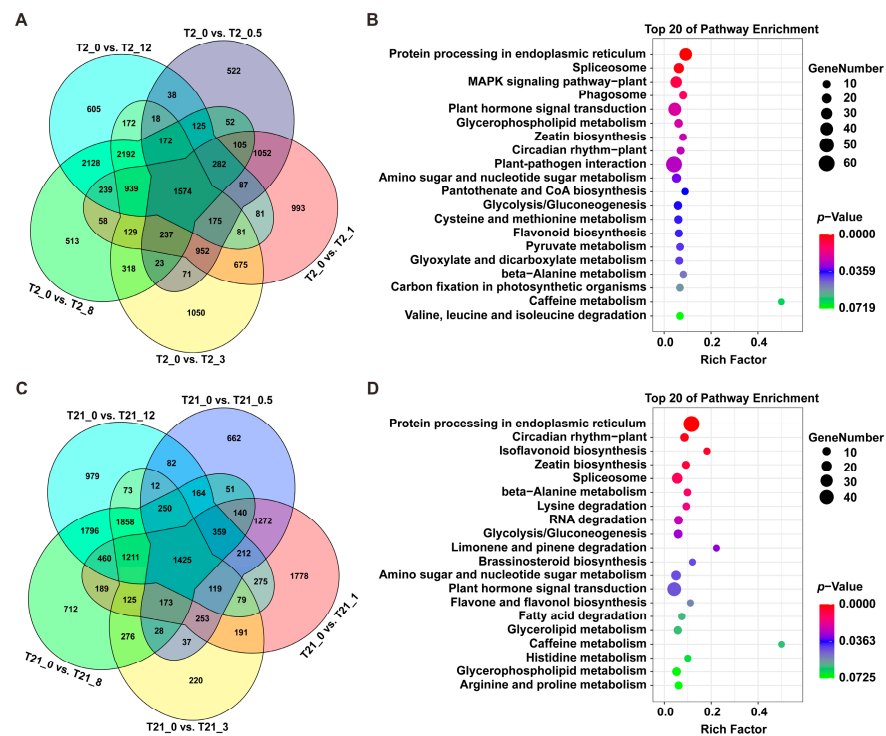 A
T2_0 vs. T2_12
T2_0 vs. T2_0.5
522
605
38
172
18
125
52
172
105
1052
2128
2192
282
87
239
939
1574
993
58
175
81
129
237
81
513
952
318
23
71
675
1050
T2_0 vs. T2_8
T2_0 vs. T2_1
T2_0 vs. T2_3
B
Top 20 of Pathway Enrichment
Protein processing in endoplasmic reticulum
Spliceosome
MAPK signaling pathway-plant
Phagosome
Plant hormone signal transduction
Glycerophospholipid metabolism
Zeatin biosynthesis
Circadian rhythm-plant
Plant-pathogen interaction
Amino sugar and nucleotide sugar metabolism
Pantothenate and CoA biosynthesis
Glycolysis/Gluconeogenesis
Cysteine and methionine metabolism
Flavonoid biosynthesis
Pyruvate metabolism
Glyoxylate and dicarboxylate metabolism
beta-Alanine metabolism
Carbon fixation in photosynthetic organisms
Caffeine metabolism
Valine, leucine and isoleucine degradation
0.0 0.2 0.4
Rich Factor
GeneNumber
10
20
30
40
50
60
p-Value
0.0000
0.0359
0.0719
C
T21_0 vs. T21_12
T21_0 vs. T21_0.5
662
979
82
73
12
164
51
250
140
1272
1796
1858
359
212
460
1211
1425
275
1778
189
119
79
125
173
712
253
276
28
37
191
220
T21_0 vs. T21_8
T21_0 vs. T21_1
T21_0 vs. T21_3
D
Top 20 of Pathway Enrichment
Protein processing in endoplasmic reticulum
Circadian rhythm-plant
Isoflavonoid biosynthesis
Zeatin biosynthesis
Spliceosome
beta-Alanine metabolism
Lysine degradation
RNA degradation
Glycolysis/Gluconeogenesis
Limonene and pinene degradation
Brassinosteroid biosynthesis
Amino sugar and nucleotide sugar metabolism
Plant hormone signal transduction
Flavone and flavonol biosynthesis
Fatty acid degradation
Glycerolipid metabolism
Caffeine metabolism
Histidine metabolism
Glycerophospholipid metabolism
Arginine and proline metabolism
0.0 0.2 0.4
Rich Factor
GeneNumber
10
20
30
40
p-Value
0.0000
0.0363
0.0725